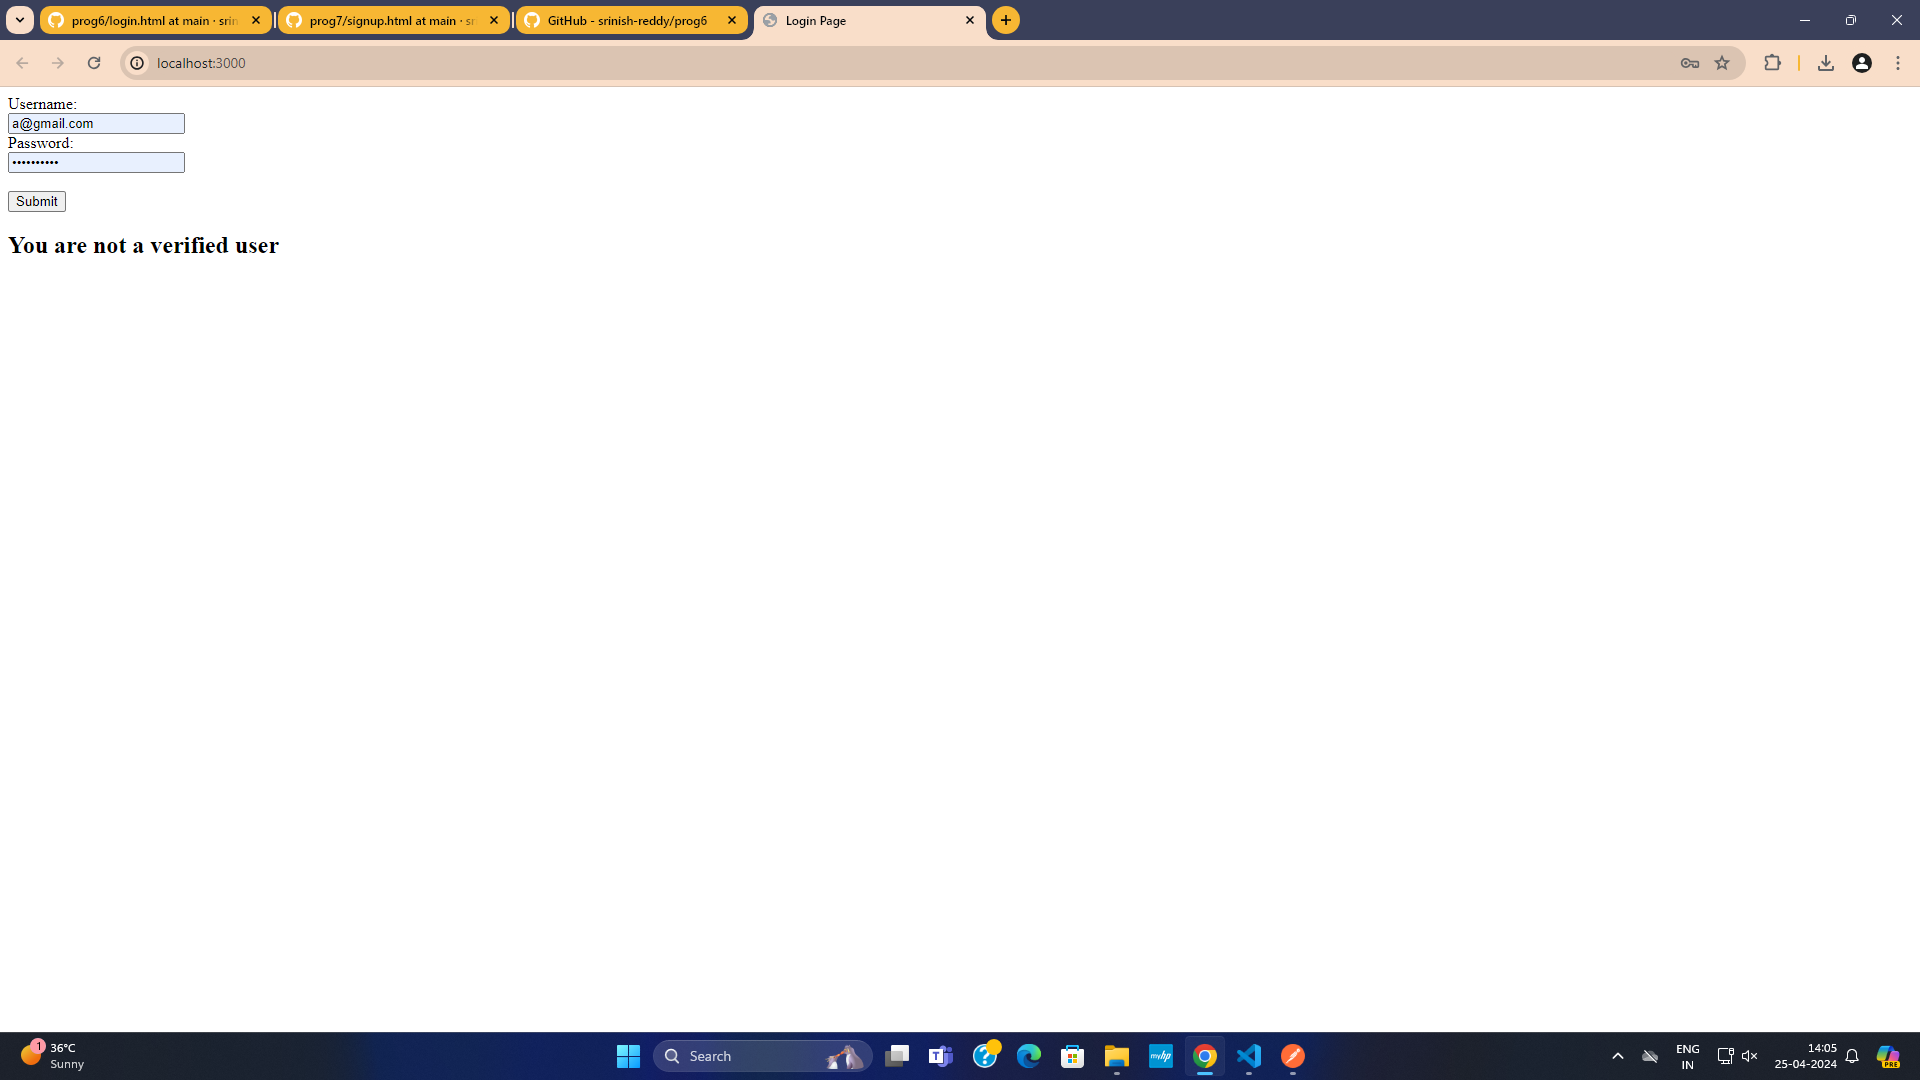 prog6/login.html at main · srin
prog7/signup.html at main · sr
GitHub - srinish-reddy/prog6
Login Page
localhost:3000
Username:
a@gmail.com
Password:
••••••••••
Submit
You are not a verified user
1
36°C
Sunny
Search
T
?
myhp
ENG
IN
14:05
25-04-2024
PRE